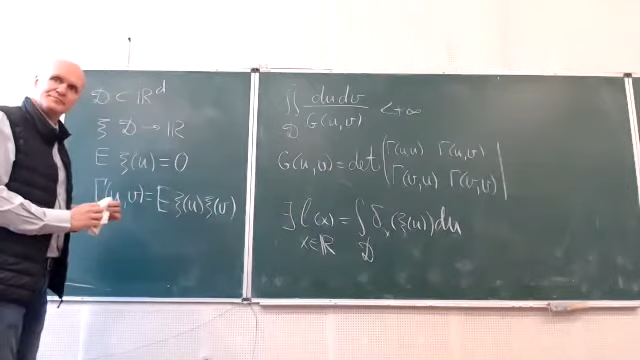 D ⊂ ℝ^d
ξ D → ℝ
E ξ(u) = 0
Γ(u,v) = E ξ(u) ξ(v)
∬_D du dv / G(u,v) < +∞
G(u,v) = det | Γ(u,u) Γ(u,v) |
| Γ(v,u) Γ(v,v) |
∃ l(x) = ∫_D δ_x(ξ(u)) du
x∈ℝ